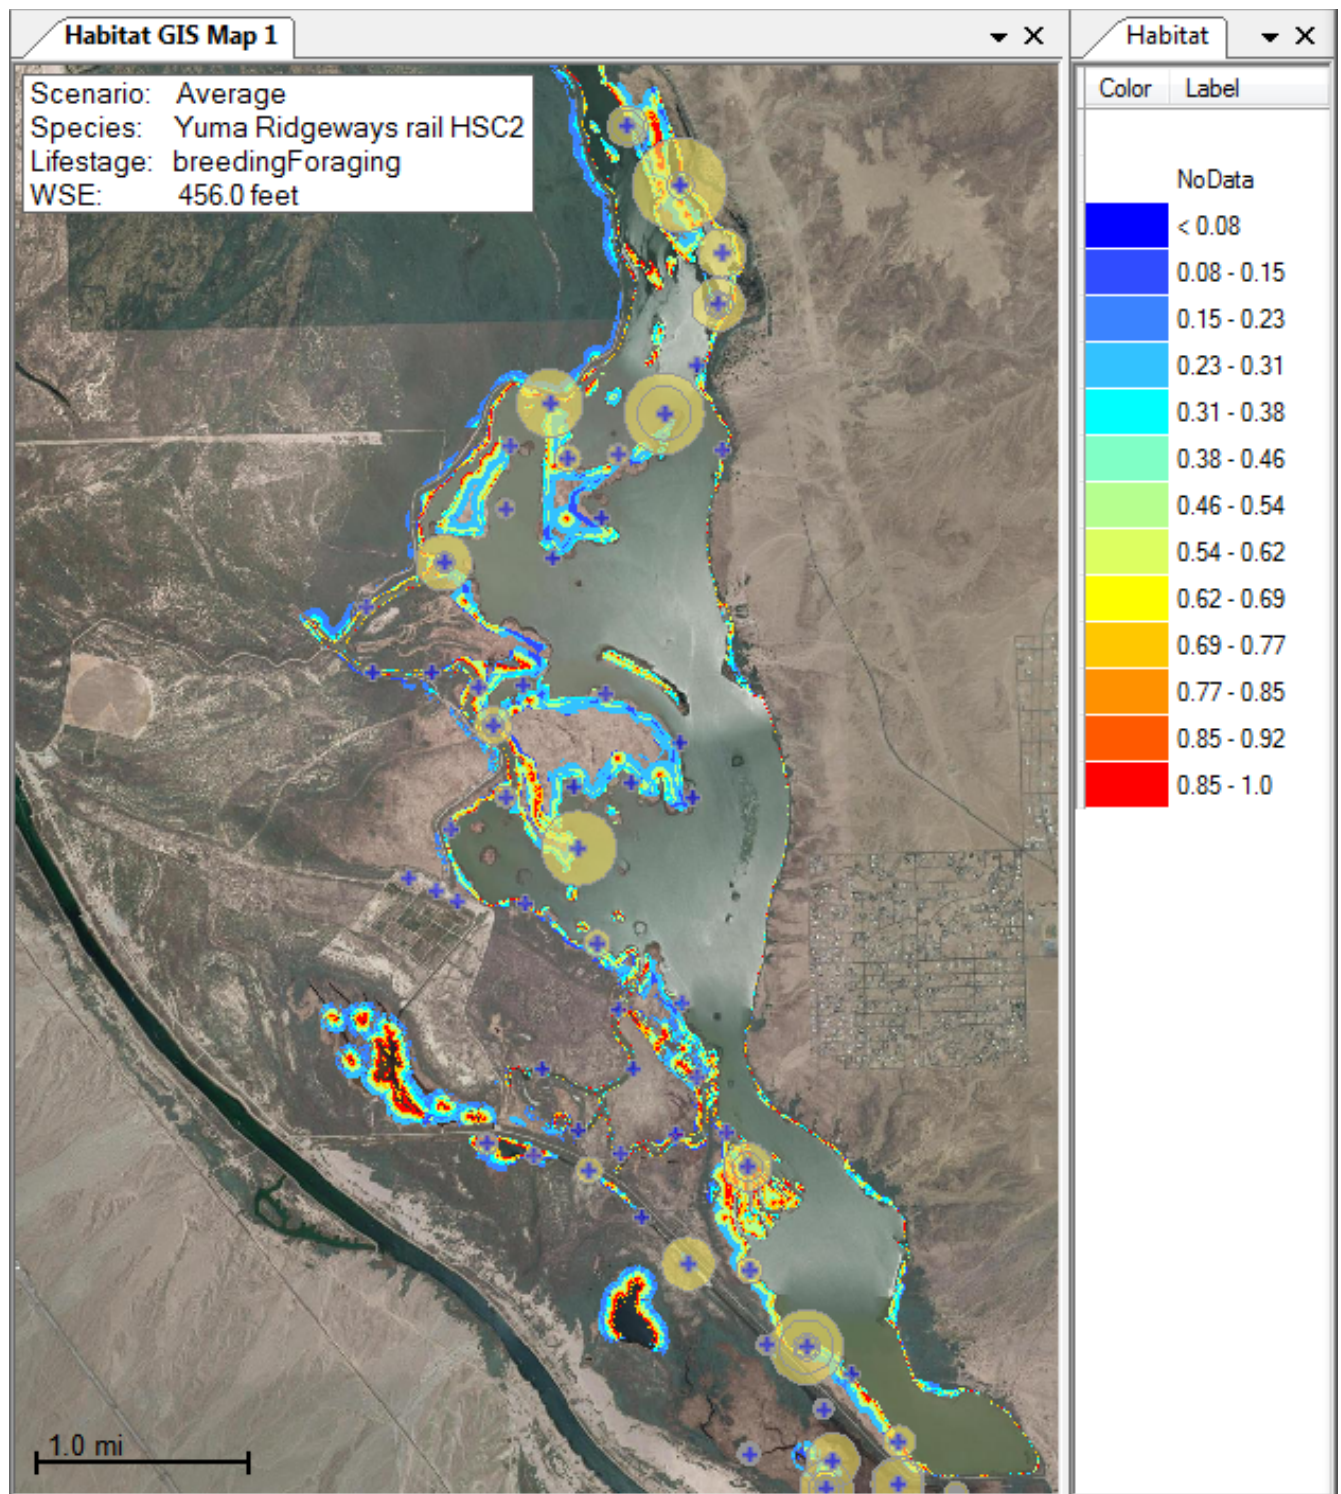 Habitat GIS Map 1
Habitat
Scenario: Average
Species: Yuma Ridgeways rail HSC2
Lifestage: breedingForaging
WSE: 456.0 feet
1.0 mi
Color Label
NoData
< 0.08
0.08 - 0.15
0.15 - 0.23
0.23 - 0.31
0.31 - 0.38
0.38 - 0.46
0.46 - 0.54
0.54 - 0.62
0.62 - 0.69
0.69 - 0.77
0.77 - 0.85
0.85 - 0.92
0.85 - 1.0